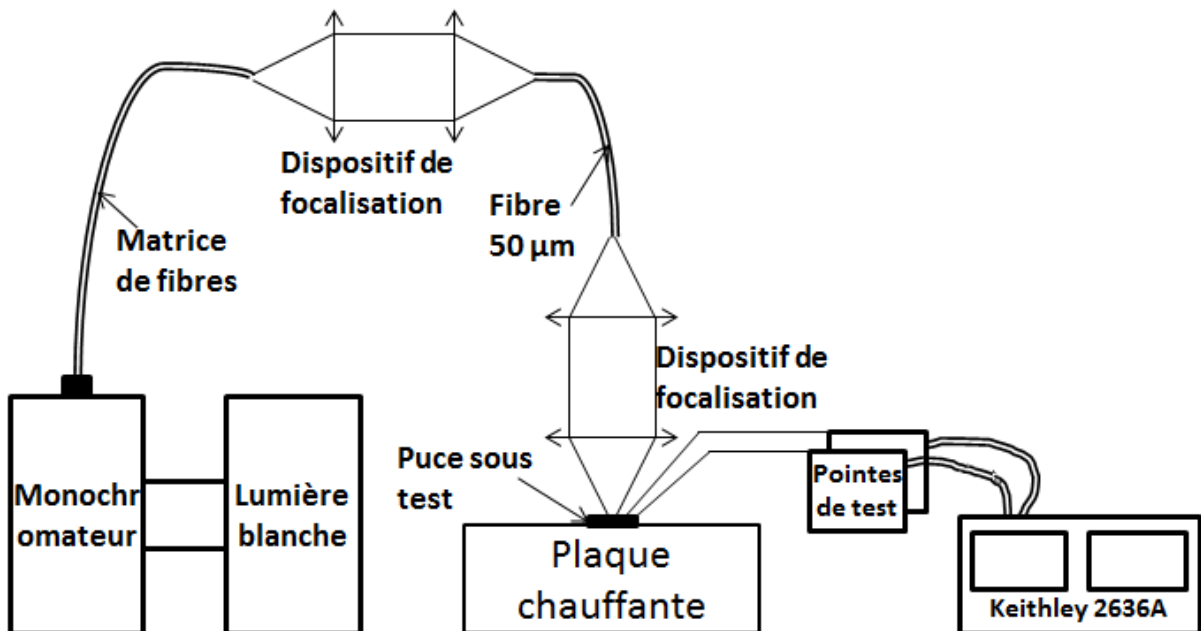 Dispositif de
focalisation
Fibre
50 µm
Matrice
de fibres
Dispositif de
focalisation
Puce sous
test
Pointes
de test
Monochr
omateur
Lumière
blanche
Plaque
chauffante
Keithley 2636A